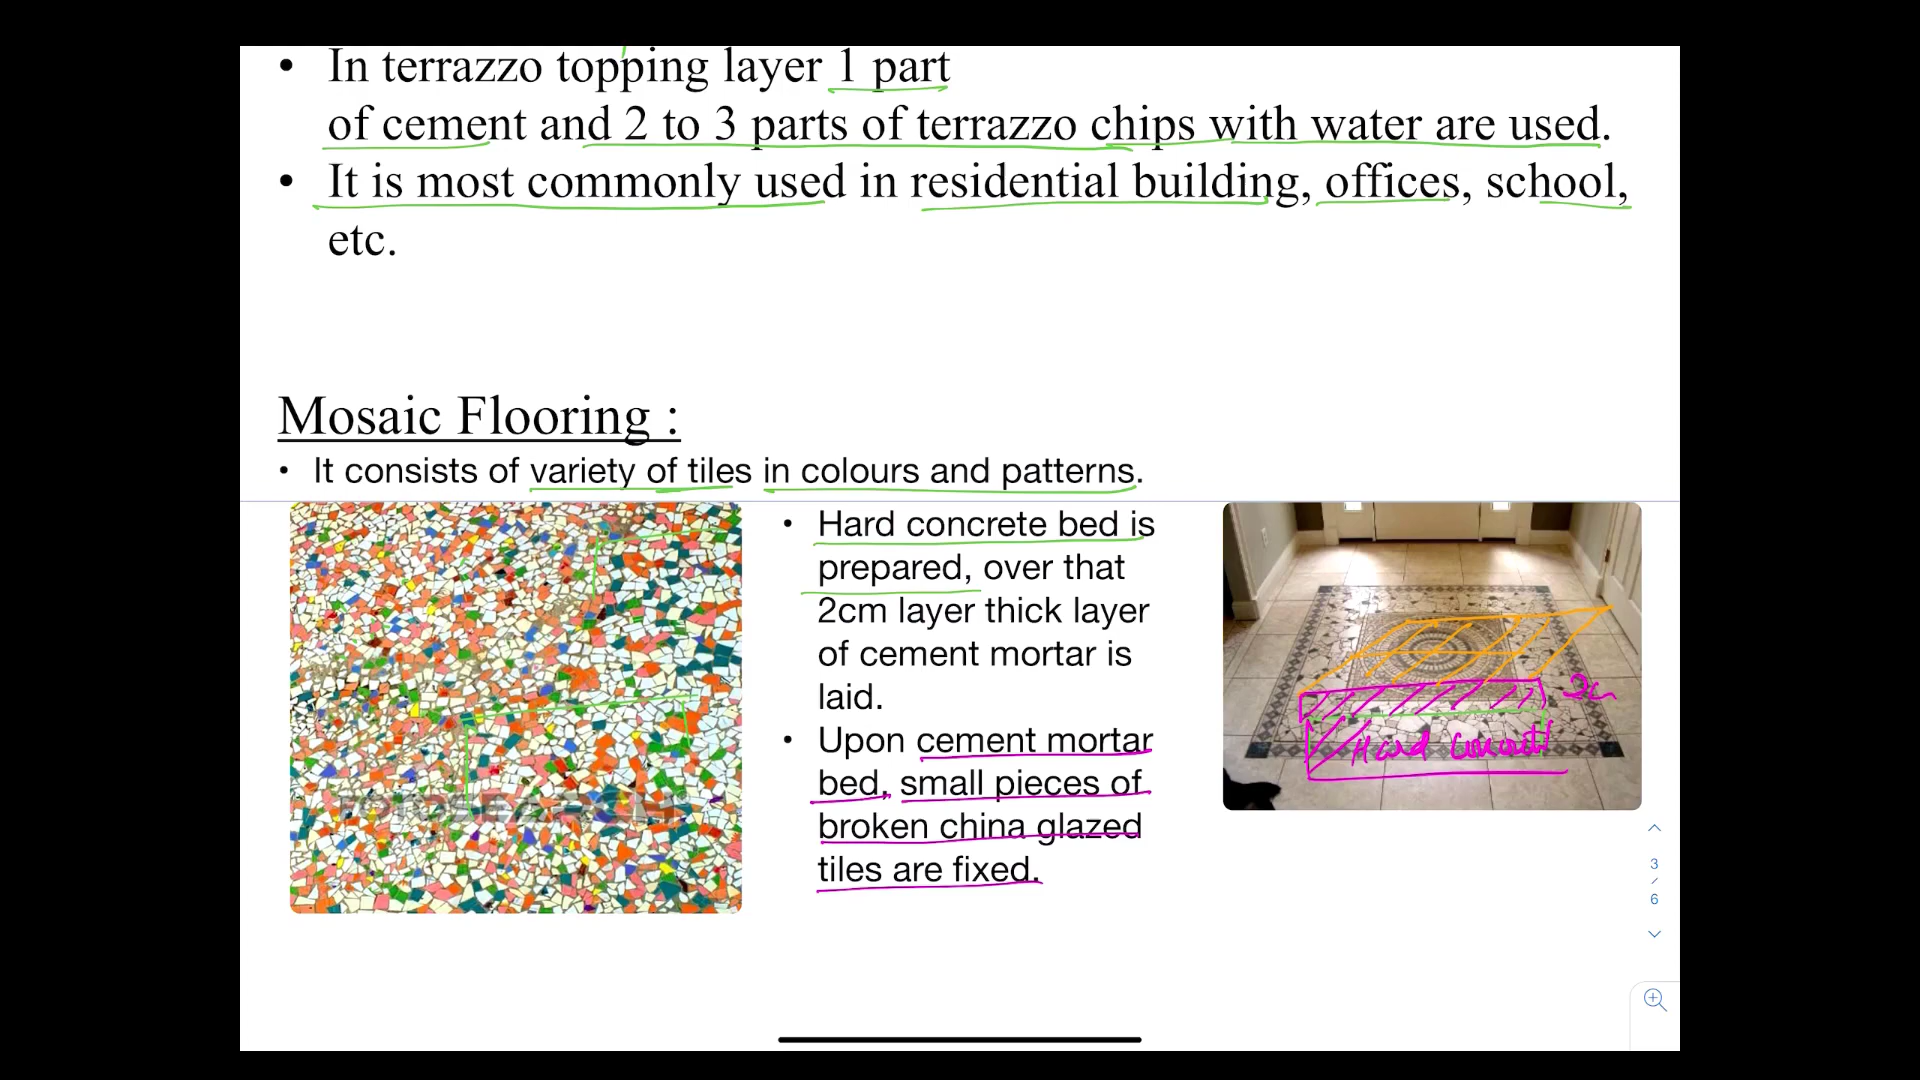 • In terrazzo topping layer 1 part
of cement and 2 to 3 parts of terrazzo chips with water are used.
• It is most commonly used in residential building, offices, school,
etc.
Mosaic Flooring :
• It consists of variety of tiles in colours and patterns.
• Hard concrete bed is
prepared, over that
2cm layer thick layer
of cement mortar is
laid.
• Upon cement mortar
bed, small pieces of
broken china glazed
tiles are fixed.
2cm
Hard
3
/
6